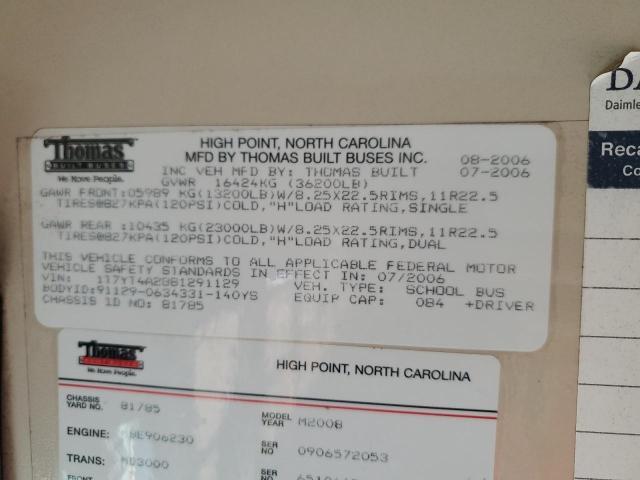 Thomas
BUILT BUSES
We Move People.
HIGH POINT, NORTH CAROLINA
MFD BY THOMAS BUILT BUSES INC. 08-2006
INC VEH MFD BY: THOMAS BUILT 07-2006
GVWR 16424KG (36200LB)
GAWR FRONT:05989 KG(13200LB)W/8.25X22.5RIMS,11R22.5
TIRES@827KPA(120PSI)COLD,"H"LOAD RATING,SINGLE
GAWR REAR :10435 KG(23000LB)W/8.25X22.5RIMS,11R22.5
TIRES@827KPA(120PSI)COLD,"H"LOAD RATING,DUAL
THIS VEHICLE CONFORMS TO ALL APPLICABLE FEDERAL MOTOR
VEHICLE SAFETY STANDARDS IN EFFECT IN: 07/2006
VIN: 1T7YT4A2881291129 VEH. TYPE: SCHOOL BUS
BODYID:91129-0634331-140YS EQUIP CAP: 084 +DRIVER
CHASSIS ID NO: 81785
Thomas
BUILT BUSES
We Move People.
HIGH POINT, NORTH CAROLINA
CHASSIS YARD NO. 81785 MODEL YEAR M2008
ENGINE: BE906230 SER NO 0906572053
TRANS: MD3000 SER NO
FRONT
DA
Daimle
Reca
Co